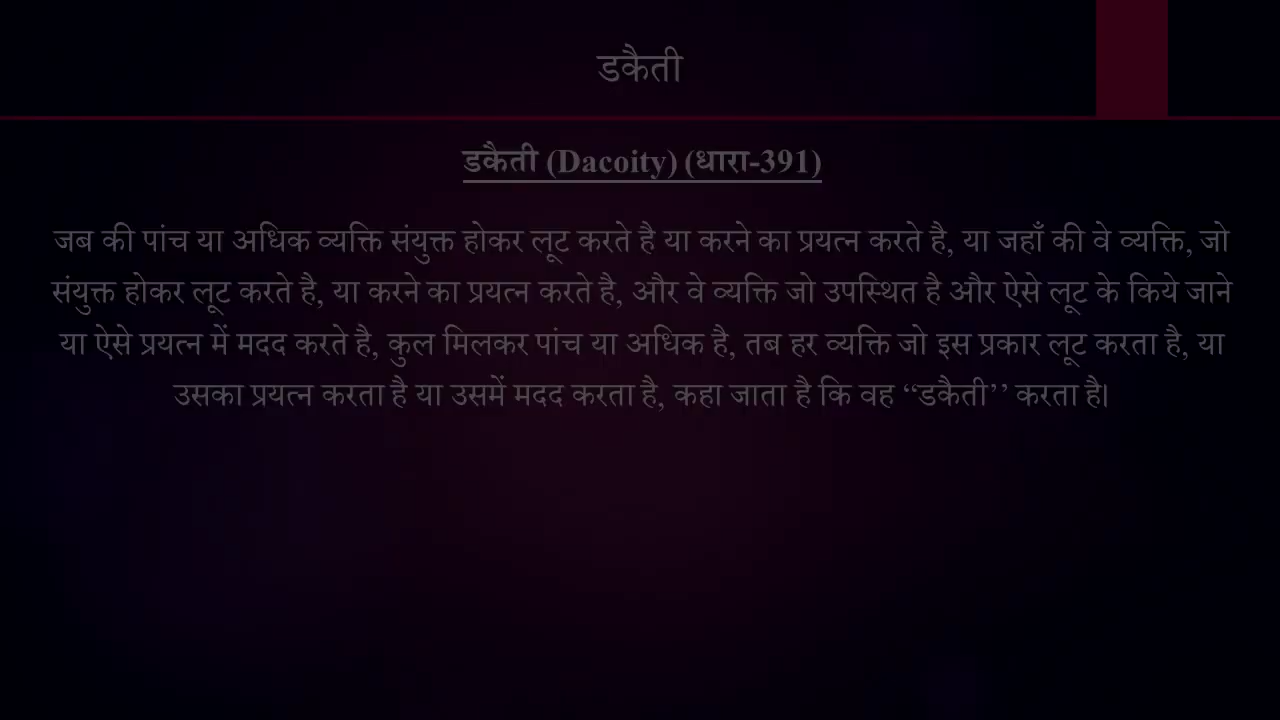 डकैती
डकैती (Dacoity) (धारा-391)
जब की पांच या अधिक व्यक्ति संयुक्त होकर लूट करते है या करने का प्रयत्न करते है, या जहाँ की वे व्यक्ति, जो
संयुक्त होकर लूट करते है, या करने का प्रयत्न करते है, और वे व्यक्ति जो उपस्थित है और ऐसे लूट के किये जाने
या ऐसे प्रयत्न में मदद करते है, कुल मिलकर पांच या अधिक है, तब हर व्यक्ति जो इस प्रकार लूट करता है, या
उसका प्रयत्न करता है या उसमें मदद करता है, कहा जाता है कि वह ‘‘डकैती’’ करता है।